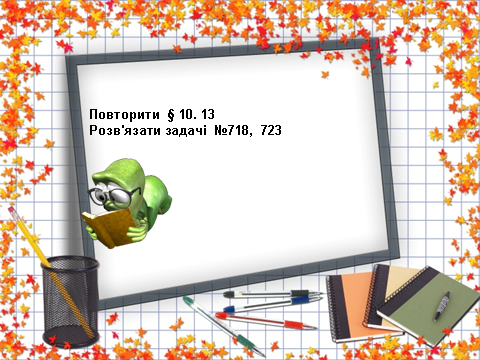 Повторити § 10. 13
Розв'язати задачі №718, 723